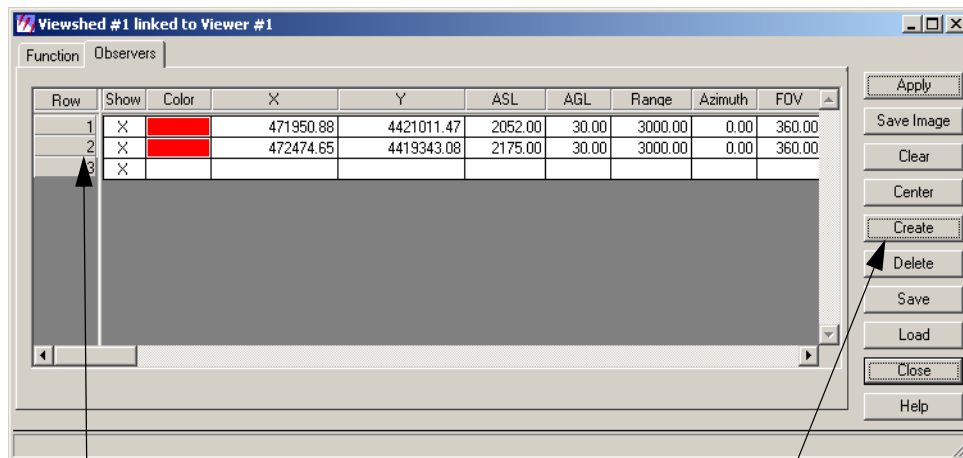 Viewshed #1 linked to Viewer #1
Function Observers
Row Show Color X Y ASL AGL Range Azimuth FOV
1 X 471950.88 4421011.47 2052.00 30.00 3000.00 0.00 360.00
2 X 472474.65 4419343.08 2175.00 30.00 3000.00 0.00 360.00
3 X
Apply
Save Image
Clear
Center
Create
Delete
Save
Load
Close
Help